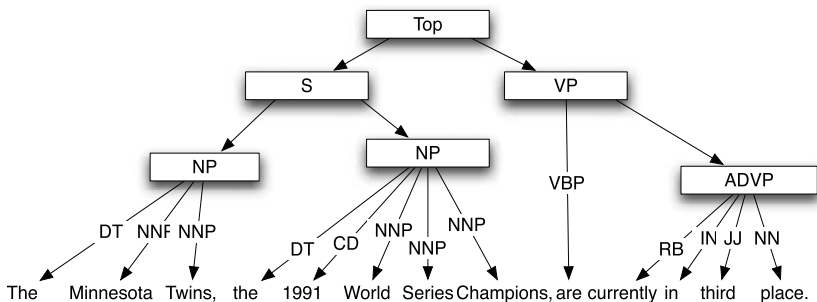 Top
S VP
NP NP
ADVP
VBP
DT NNP NNP DT CD NNP NNP NNP RB IN JJ NN
The Minnesota Twins, the 1991 World Series Champions, are currently in third place.